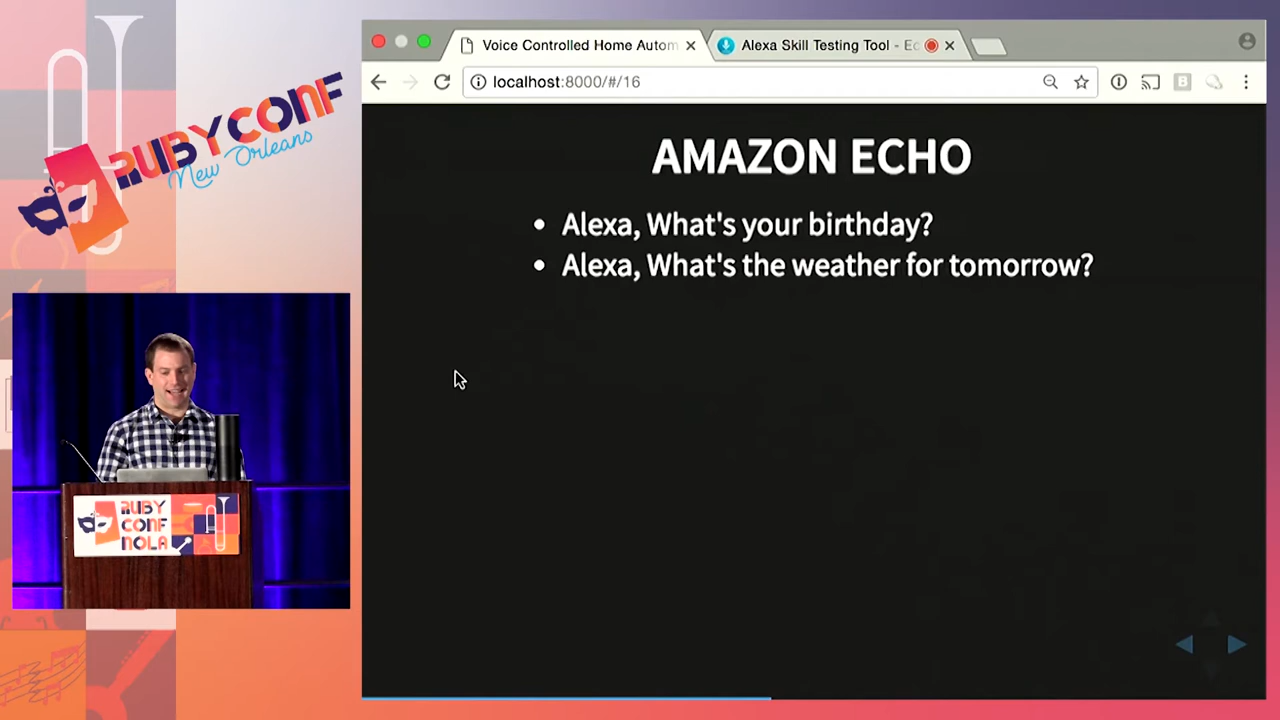 RUBYCONF
New Orleans
RUBY
CONF
NOLA
Voice Controlled Home Autom
Alexa Skill Testing Tool - Ec
localhost:8000/#/16
AMAZON ECHO
• Alexa, What's your birthday?
• Alexa, What's the weather for tomorrow?